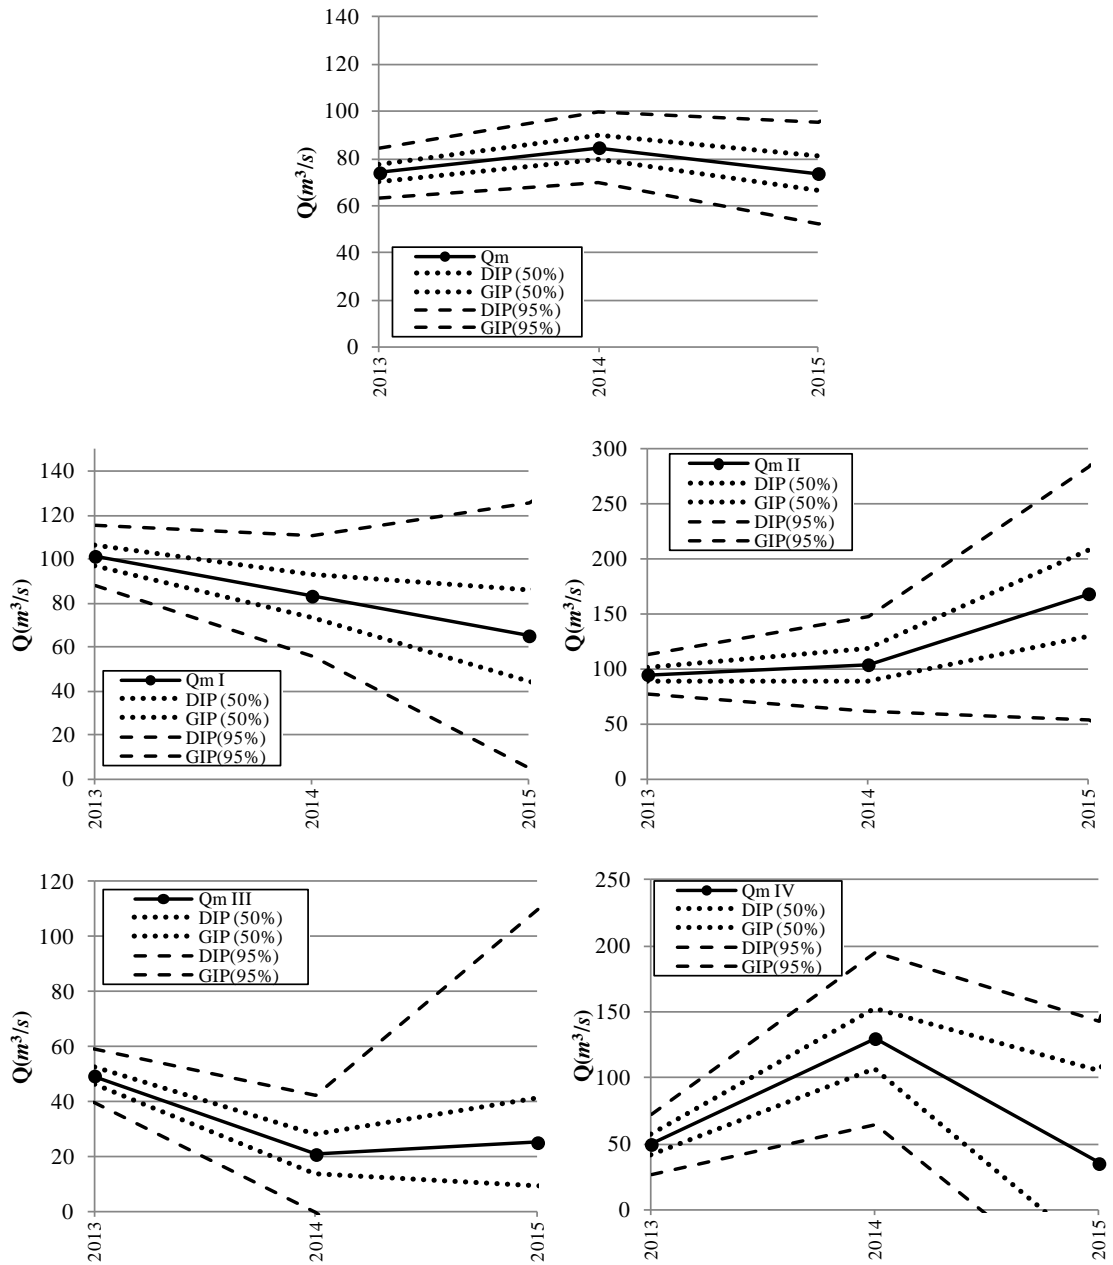 140
120
100
80
60
40
20
0
Q(m³/s)
Qm
DIP (50%)
GIP (50%)
DIP(95%)
GIP(95%)
2013
2014
2015
140
120
100
80
60
40
20
0
Q(m³/s)
Qm I
DIP (50%)
GIP (50%)
DIP(95%)
GIP(95%)
2013
2014
2015
300
250
200
150
100
50
0
Q(m³/s)
Qm II
DIP (50%)
GIP (50%)
DIP(95%)
GIP(95%)
2013
2014
2015
120
100
80
60
40
20
0
Q(m³/s)
Qm III
DIP (50%)
GIP (50%)
DIP(95%)
GIP(95%)
2013
2014
2015
250
200
150
100
50
0
Q(m³/s)
Qm IV
DIP (50%)
GIP (50%)
DIP(95%)
GIP(95%)
2013
2014
2015